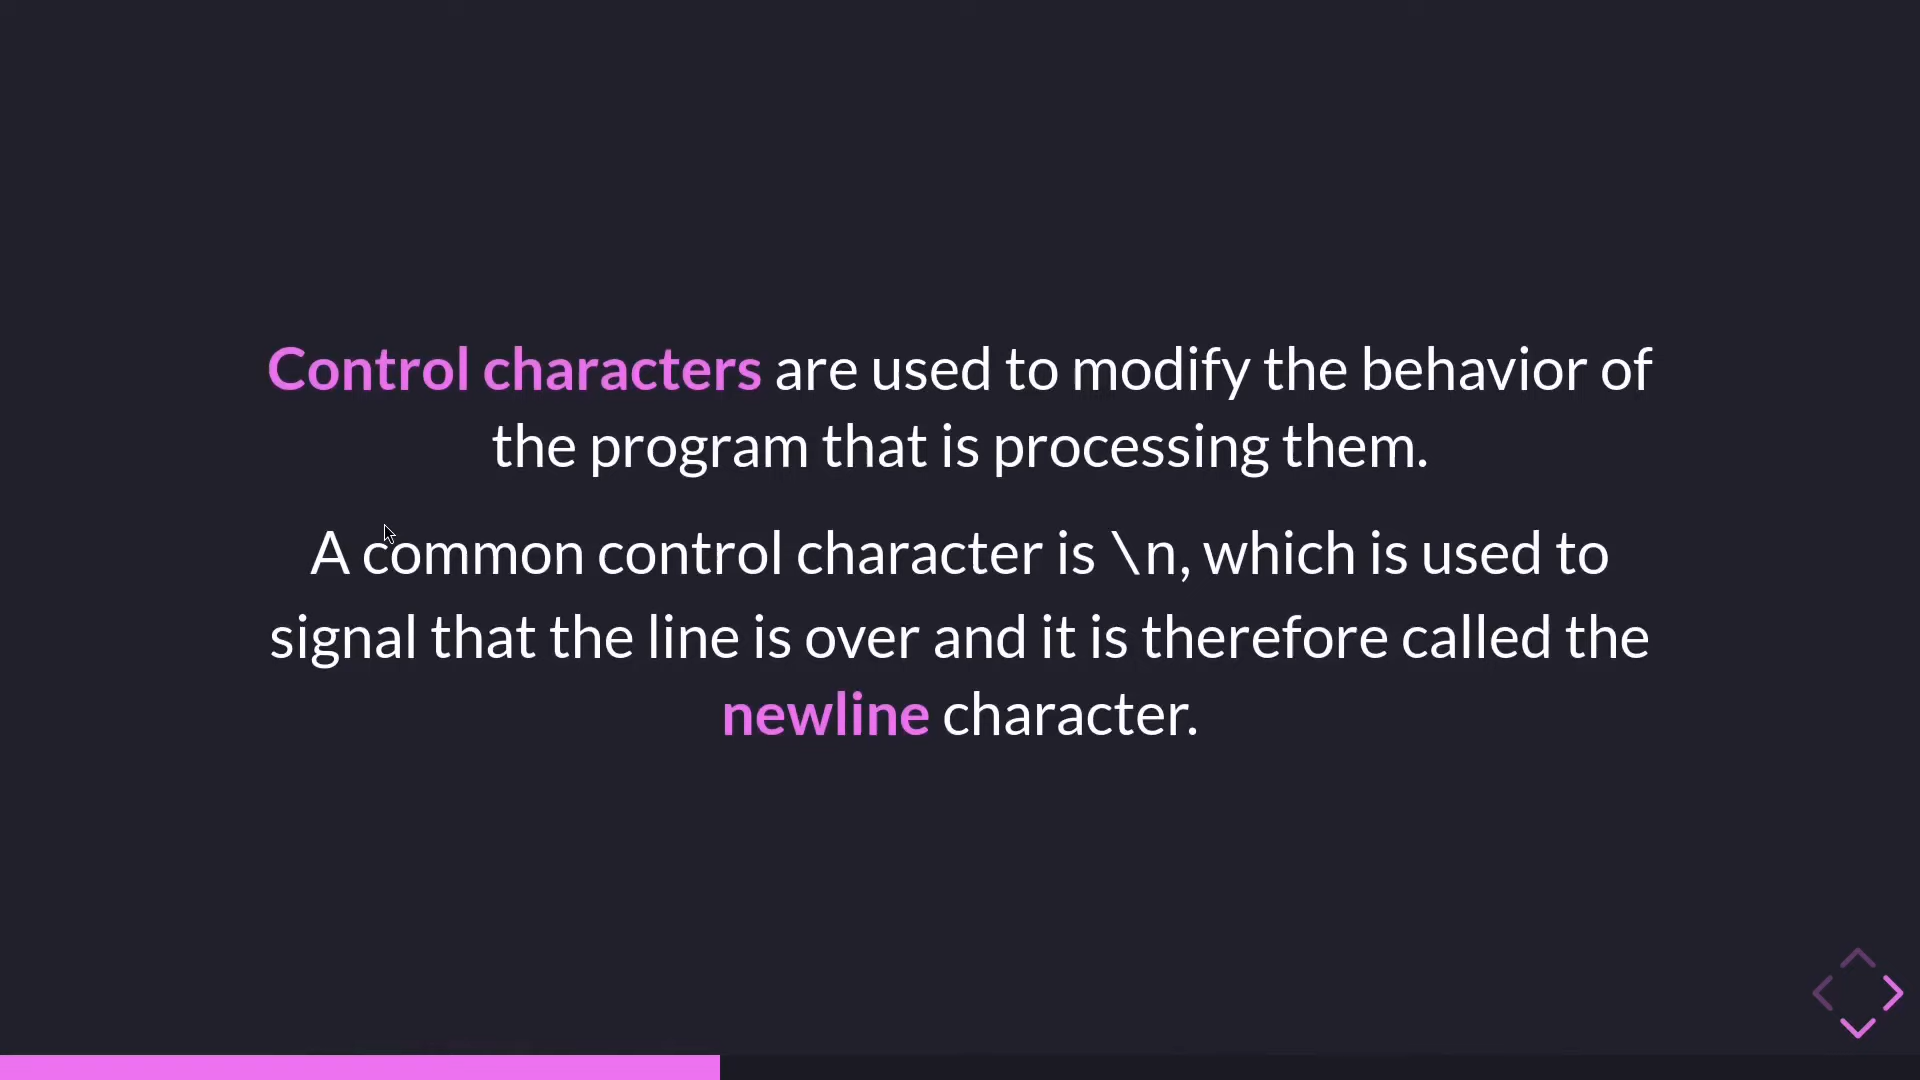 Control characters are used to modify the behavior of
the program that is processing them.
A common control character is \n, which is used to
signal that the line is over and it is therefore called the
newline character.